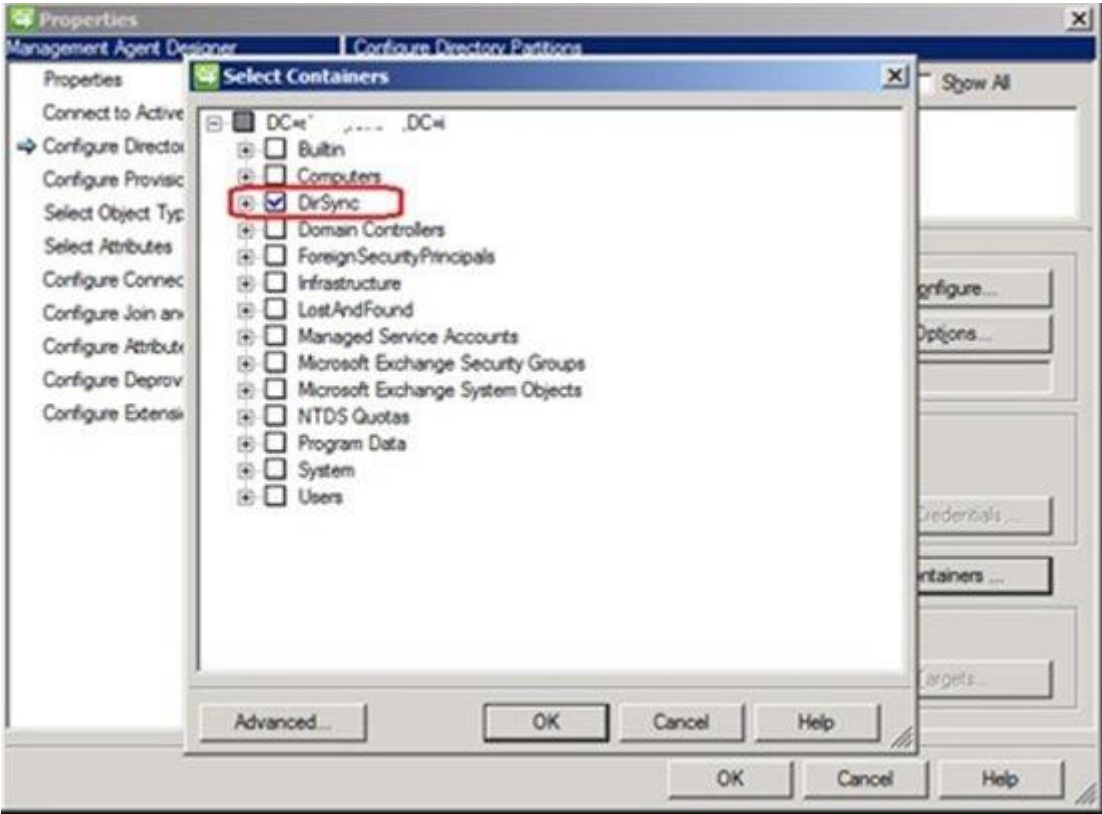 Properties
Management Agent Designer
Configure Directory Partitions
Properties
Connect to Active
Configure Director
Configure Provisic
Select Object Typ
Select Attributes
Configure Connec
Configure Join an
Configure Attribute
Configure Deprov
Configure Extensi
Show All
Select Containers
DC= ,DC=
Builtin
Computers
DirSync
Domain Controllers
ForeignSecurityPrincipals
Infrastructure
LostAndFound
Managed Service Accounts
Microsoft Exchange Security Groups
Microsoft Exchange System Objects
NTDS Quotas
Program Data
System
Users
Advanced...
OK
Cancel
Help
onfigure...
Options...
Credentials ...
ntainers ...
argets...
OK
Cancel
Help